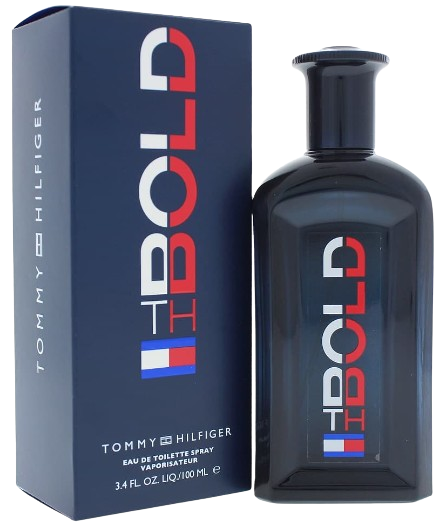 TOMMY HILFIGER
TH BOLD
TOMMY HILFIGER
EAU DE TOILETTE SPRAY
VAPORISATEUR
3.4 FL. OZ. LIQ./100 ML ℮
TH BOLD